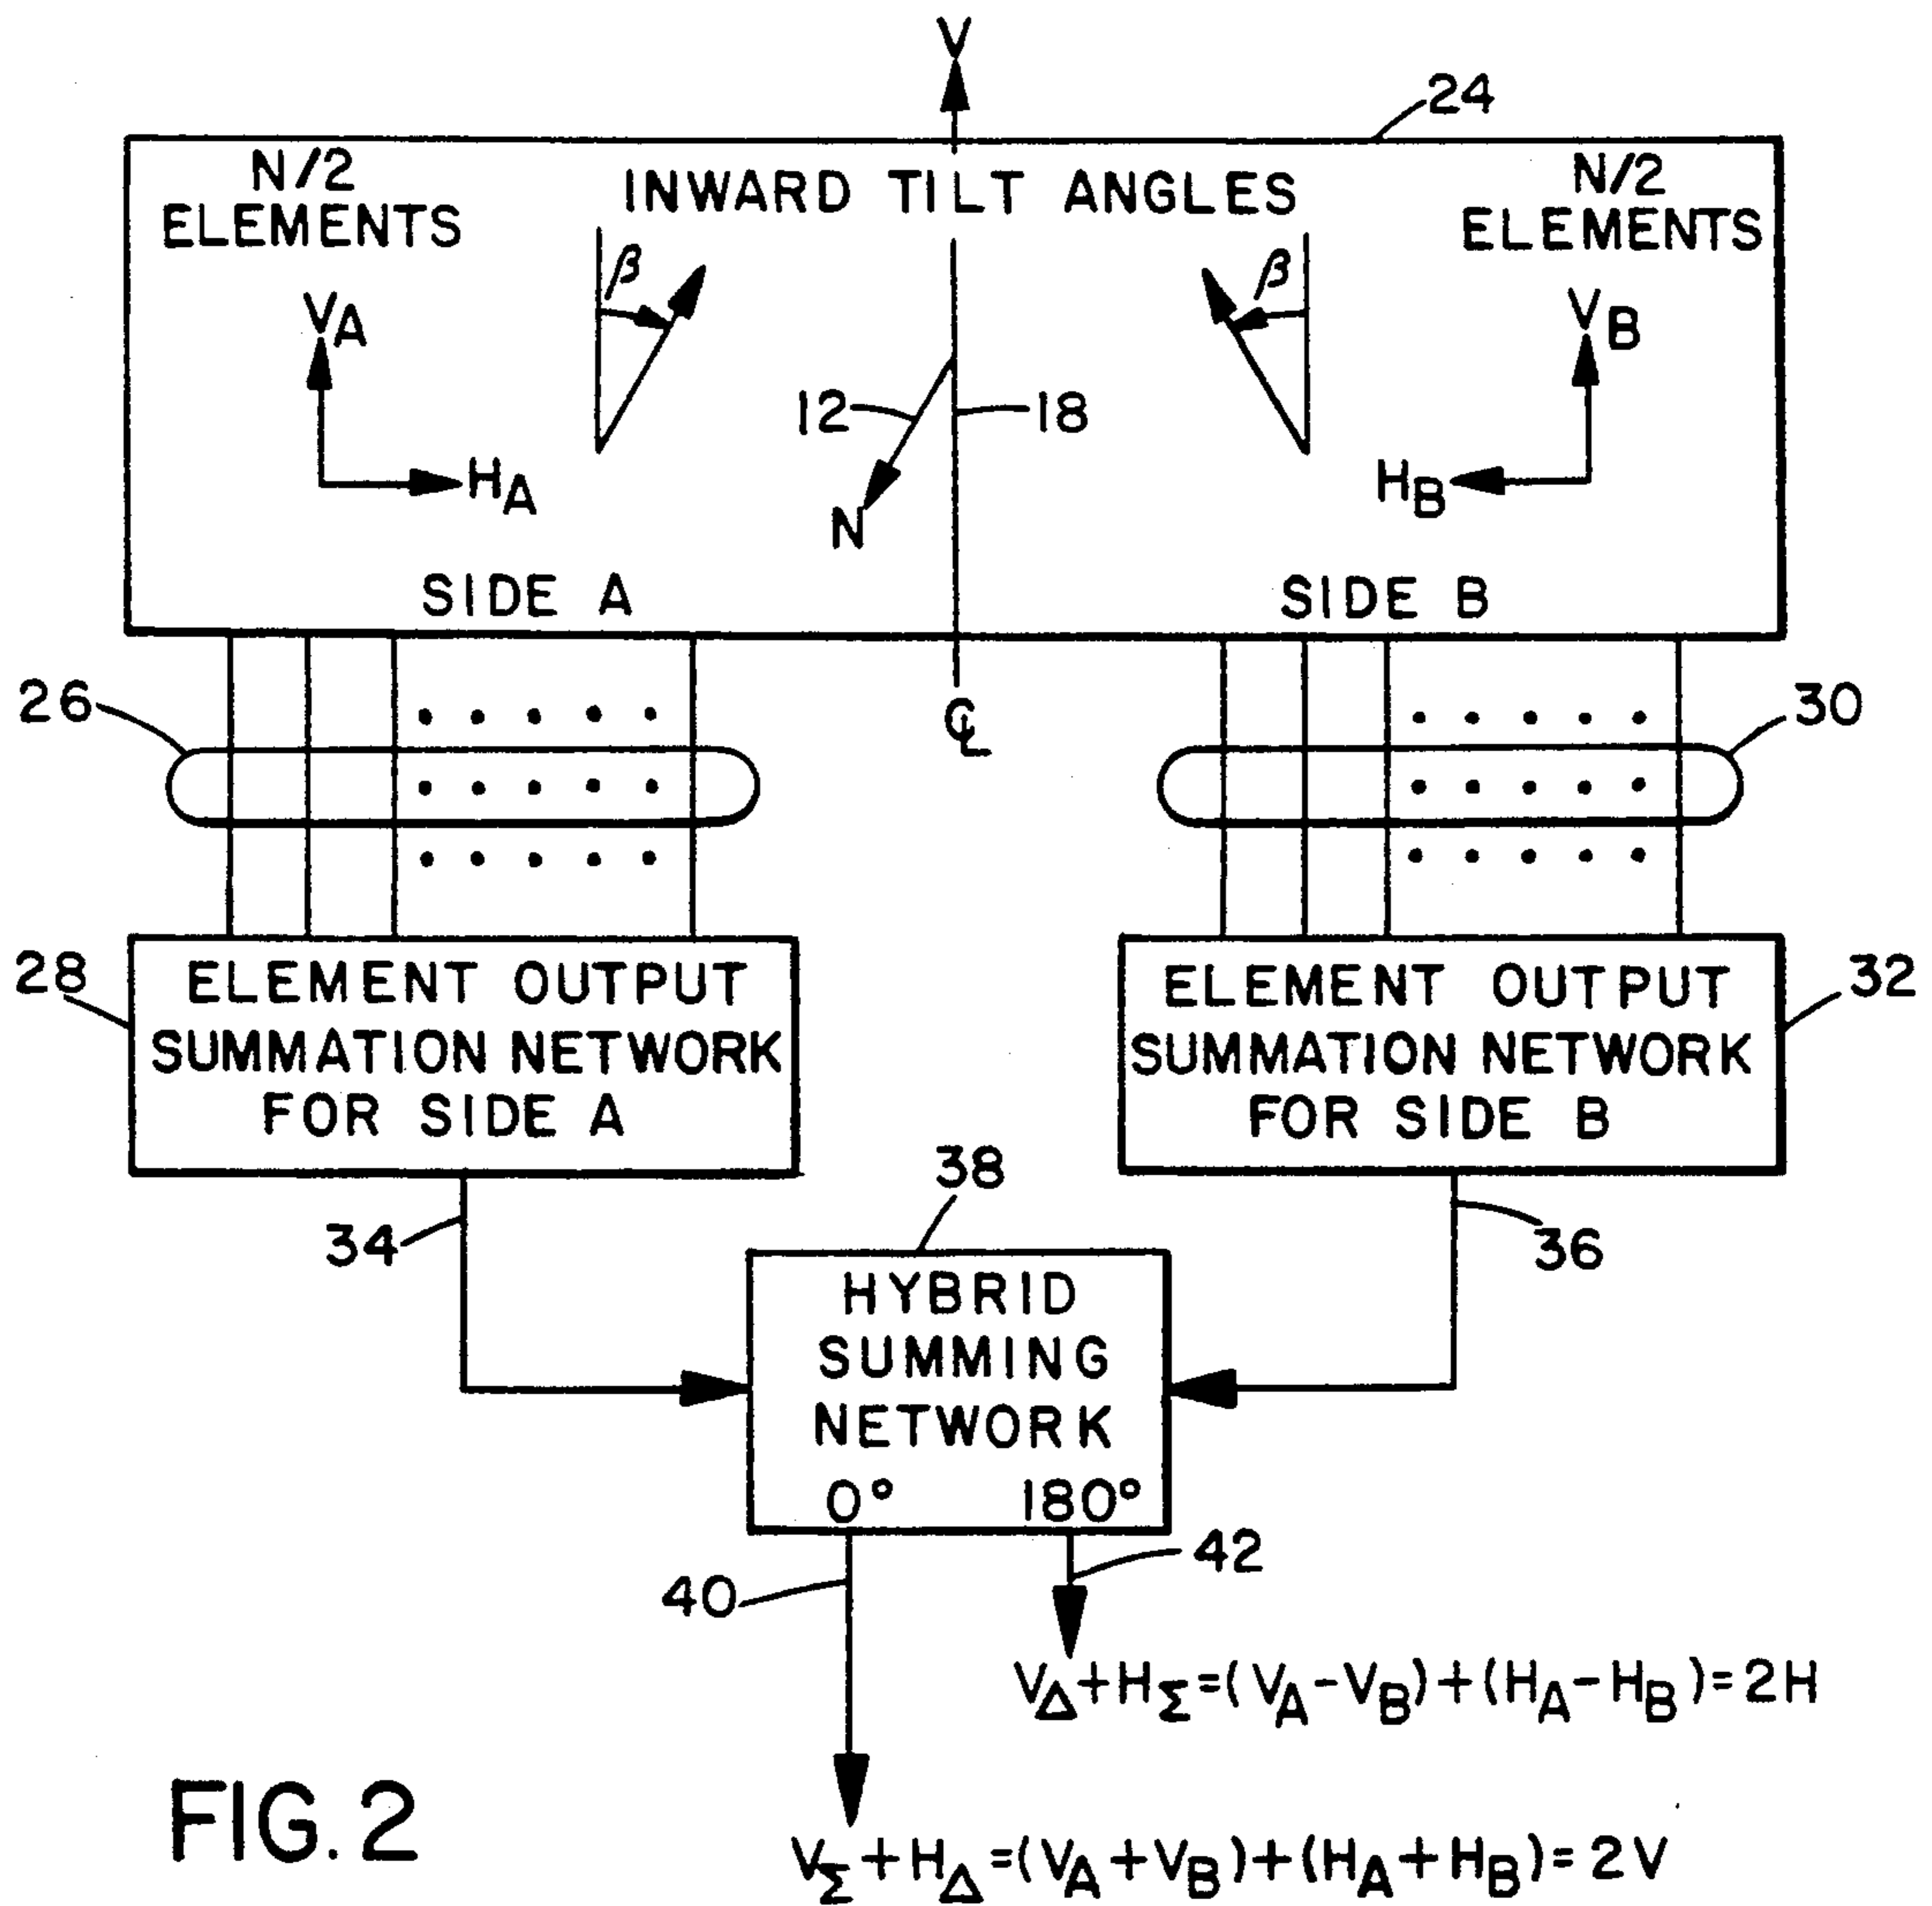 V
24
N/2
ELEMENTS
INWARD TILT ANGLES
N/2
ELEMENTS
β
β
VA
VB
12
18
HA
HB
N
SIDE A
SIDE B
26
30
℄
28
ELEMENT OUTPUT
SUMMATION NETWORK
FOR SIDE A
32
ELEMENT OUTPUT
SUMMATION NETWORK
FOR SIDE B
34
38
36
HYBRID
SUMMING
NETWORK
0° 180°
40
42
VΔ+HΣ=(VA-VB)+(HA-HB)=2H
FIG. 2
VΣ+HΔ=(VA+VB)+(HA+HB)=2V